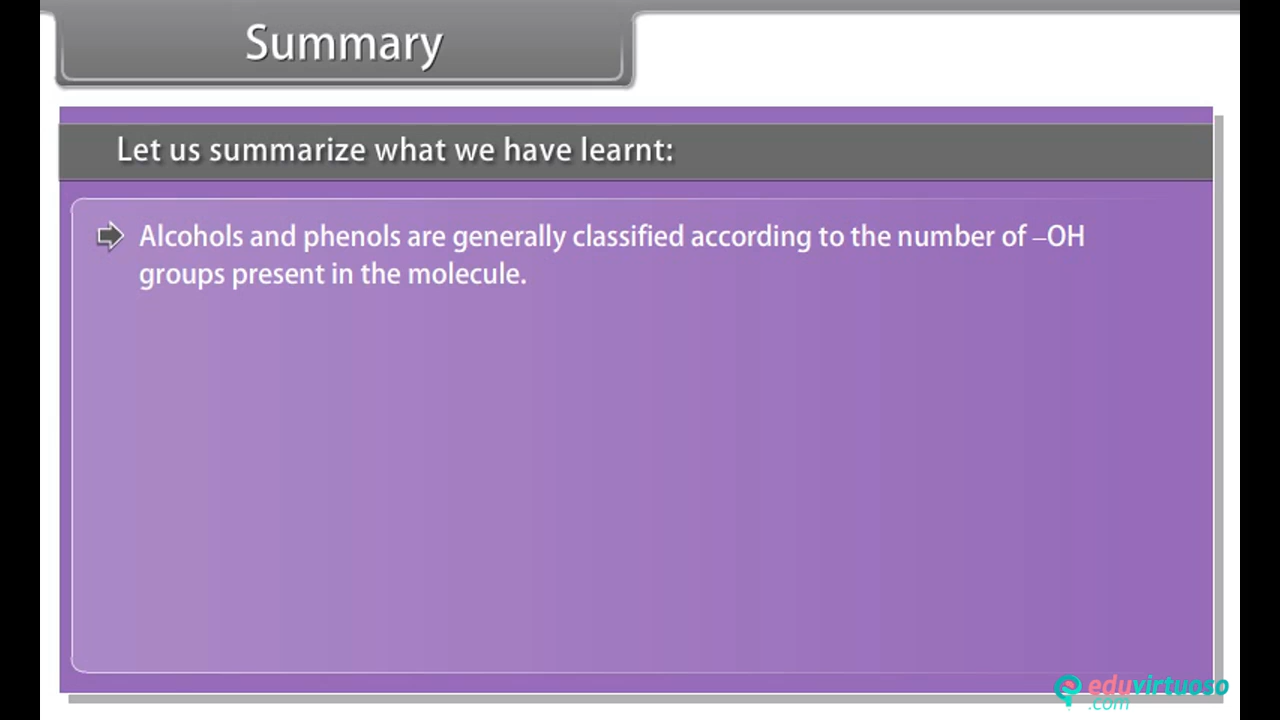 Summary
Let us summarize what we have learnt:
Alcohols and phenols are generally classified according to the number of –OH
groups present in the molecule.
eduvirtuoso
.com